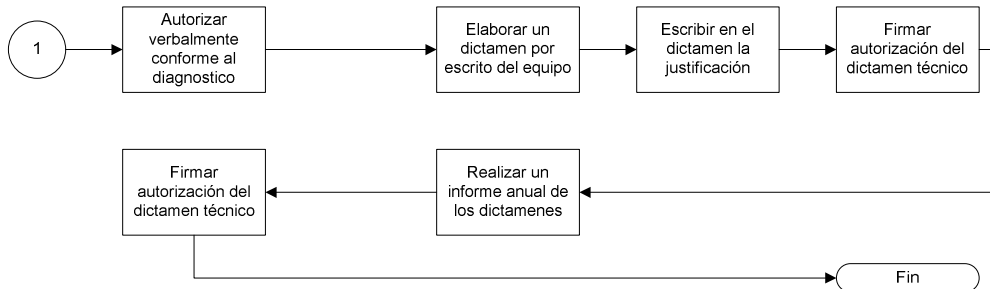 1
Autorizar
verbalmente
conforme al
diagnostico
Elaborar un
dictamen por
escrito del equipo
Escribir en el
dictamen la
justificación
Firmar
autorización del
dictamen técnico
Firmar
autorización del
dictamen técnico
Realizar un
informe anual de
los dictamenes
Fin